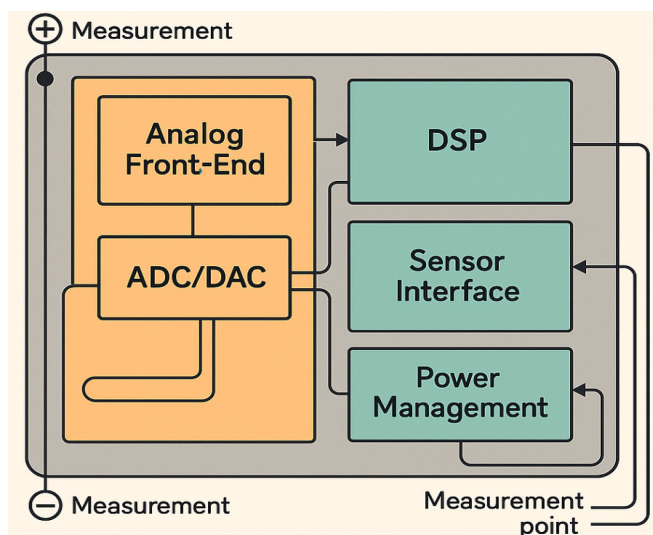 Measurement
Analog
Front-End
DSP
ADC/DAC
Sensor
Interface
Power
Management
Measurement
Measurement
point